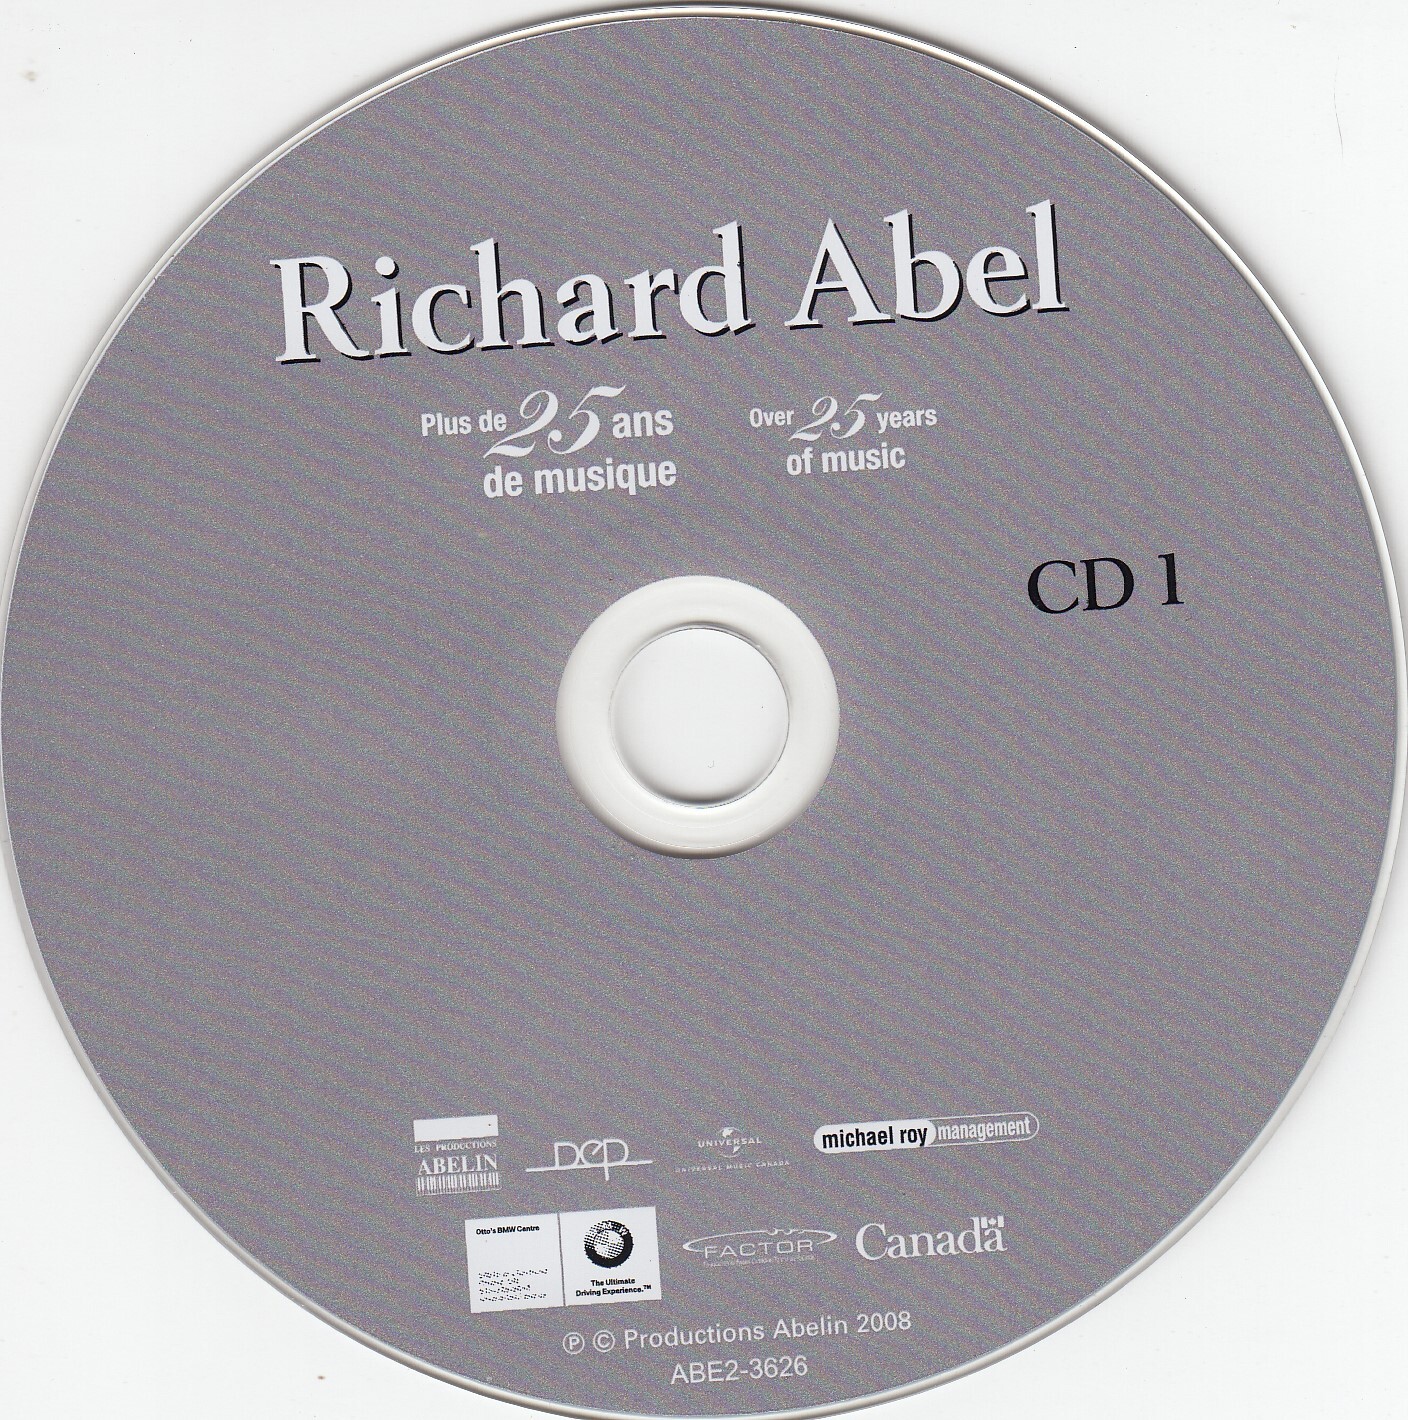 Richard Abel
Plus de 25 ans
de musique
Over 25 years
of music
CD 1
LES PRODUCTIONS
ABELIN
DEP
UNIVERSAL
UNIVERSAL MUSIC CANADA
michael roy management
Otto's BMW Centre
The Ultimate
Driving Experience.™
FACTOR
Canada
℗ © Productions Abelin 2008
ABE2-3626